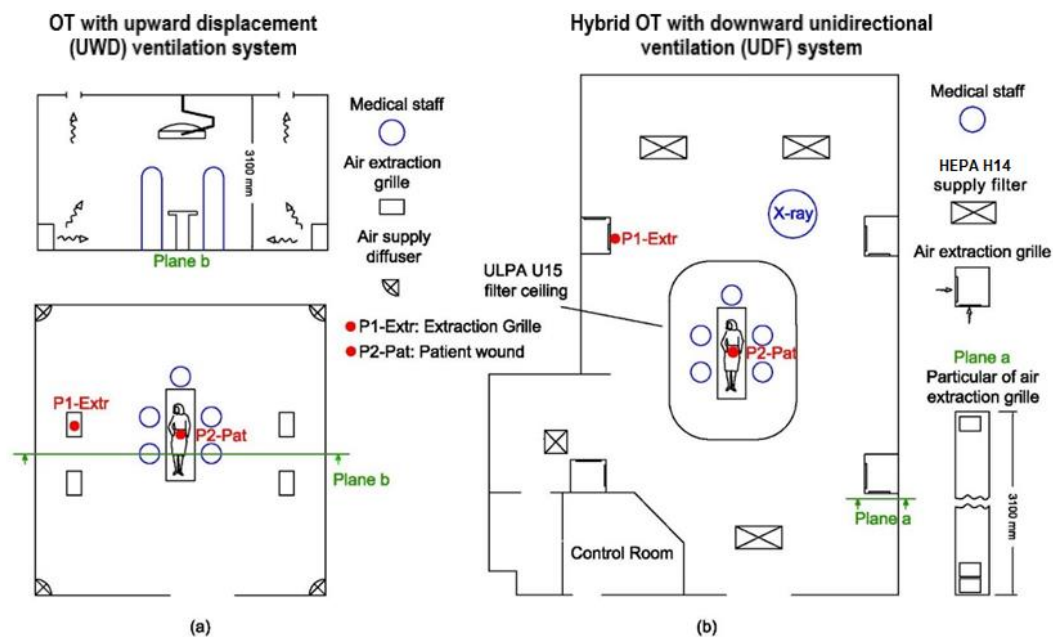 OT with upward displacement
(UWD) ventilation system
3100 mm
Plane b
Medical staff
Air extraction
grille
Air supply
diffuser
P1-Extr: Extraction Grille
P2-Pat: Patient wound
P1-Extr
P2-Pat
Plane b
(a)
Hybrid OT with downward unidirectional
ventilation (UDF) system
X-ray
P1-Extr
ULPA U15
filter ceiling
P2-Pat
Plane a
Control Room
(b)
Medical staff
HEPA H14
supply filter
Air extraction grille
Plane a
Particular of air
extraction grille
3100 mm